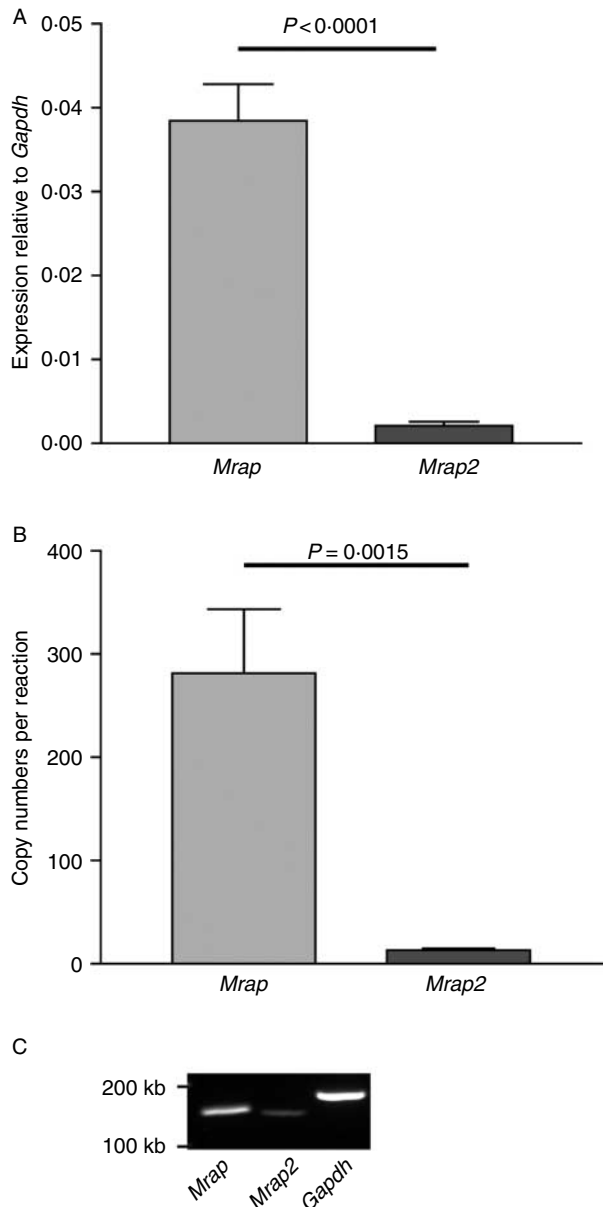 A
0·05
P<0·0001
0·04
0·03
0·02
0·01
0·00
Expression relative to Gapdh
Mrap Mrap2
B
400
P = 0·0015
300
200
100
0
Copy numbers per reaction
Mrap Mrap2
C
200 kb
100 kb
Mrap Mrap2 Gapdh